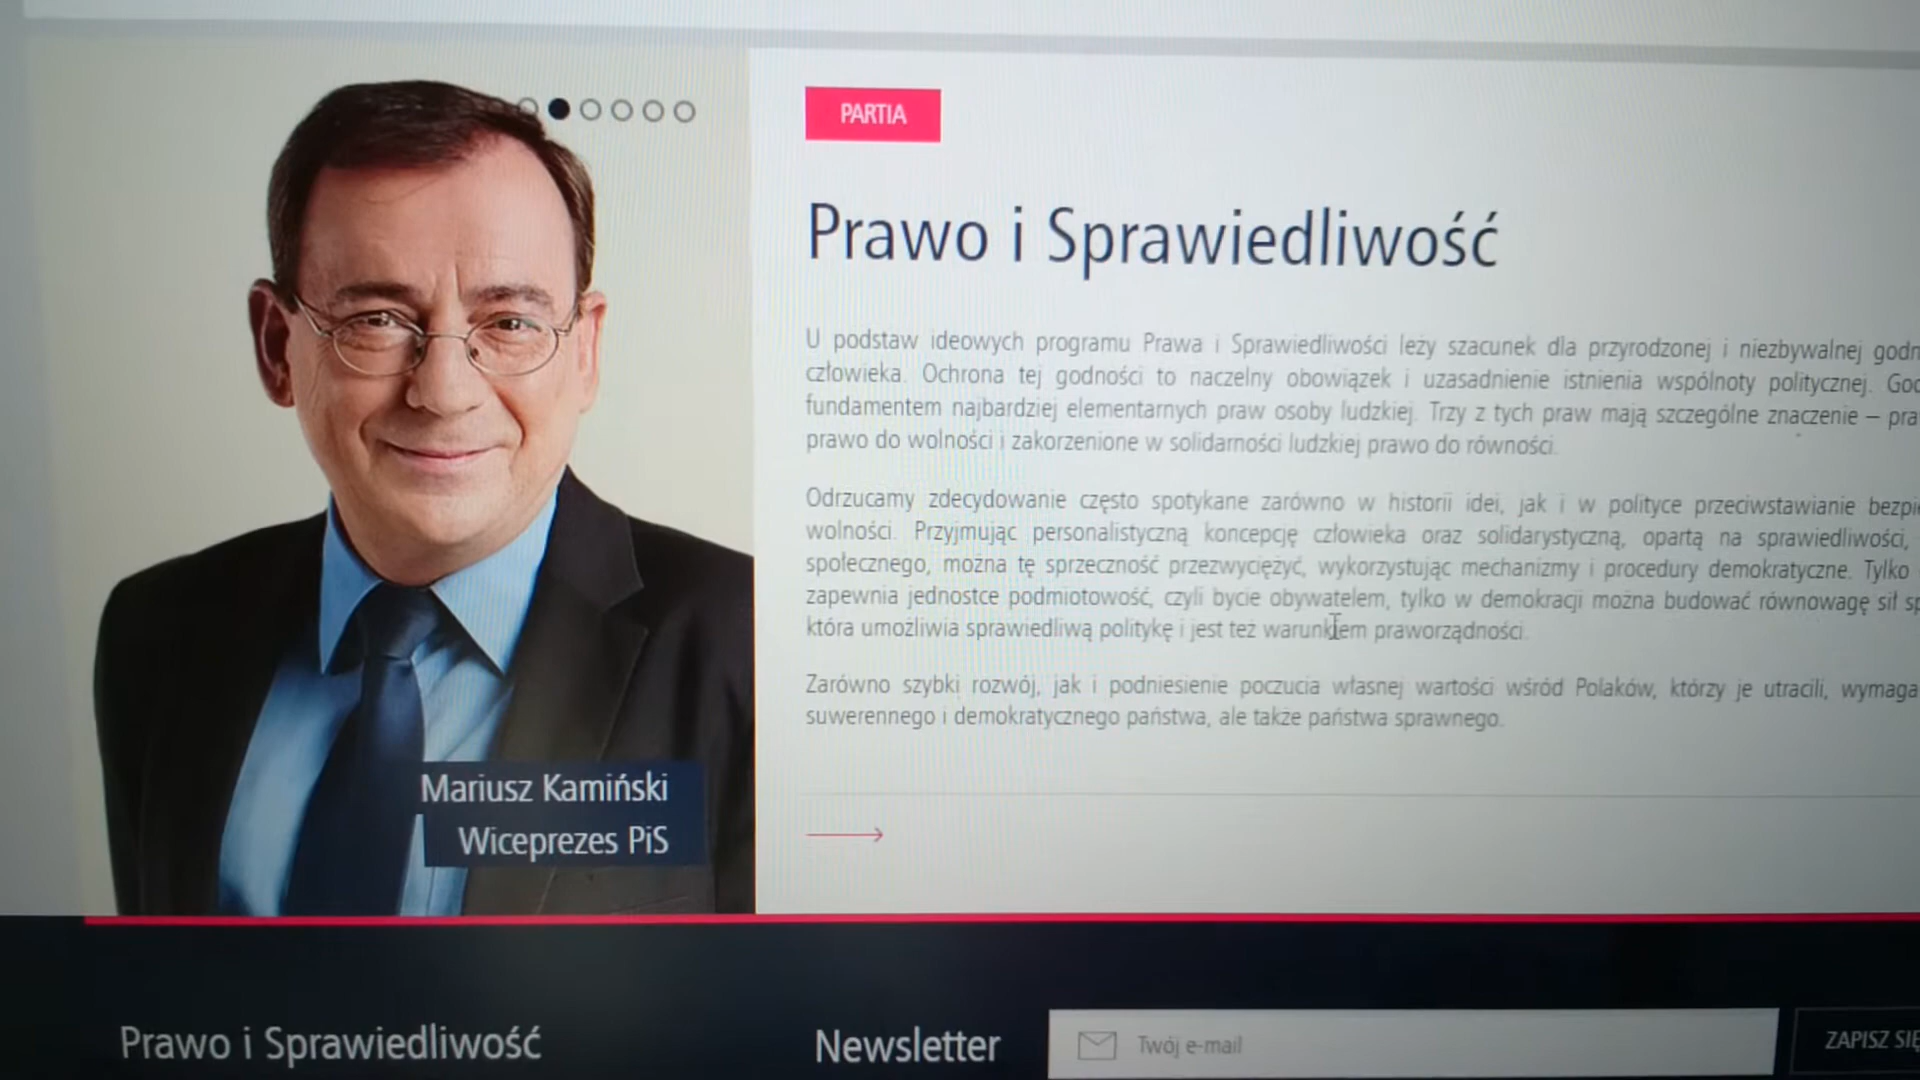 PARTIA
Prawo i Sprawiedliwość
U podstaw ideowych programu Prawa i Sprawiedliwości leży szacunek dla przyrodzonej i niezbywalnej
człowieka. Ochrona tej godności to naczelny obowiązek i uzasadnienie istnienia wspólnoty politycznej.
fundamentem najbardziej elementarnych praw osoby ludzkiej. Trzy z tych praw mają szczególne znaczenie –
prawo do wolności i zakorzenione w solidarności ludzkiej prawo do równości.
Odrzucamy zdecydowanie często spotykane zarówno w historii idei, jak i w polityce przeciwstawianie
wolności. Przyjmując personalistyczną koncepcję człowieka oraz solidarystyczną, opartą na sprawiedliwości,
społecznego, można tę sprzeczność przezwyciężyć, wykorzystując mechanizmy i procedury demokratyczne. Tylko
zapewnia jednostce podmiotowość, czyli bycie obywatelem, tylko w demokracji można budować równowagę sił
która umożliwia sprawiedliwą politykę i jest też warunkiem praworządności.
Zarówno szybki rozwój, jak i podniesienie poczucia własnej wartości wśród Polaków, którzy je utracili,
suwerennego i demokratycznego państwa, ale także państwa sprawnego.
Mariusz Kamiński
Wiceprezes PiS
Prawo i Sprawiedliwość
Newsletter
Twój e-mail
ZAPISZ SIĘ